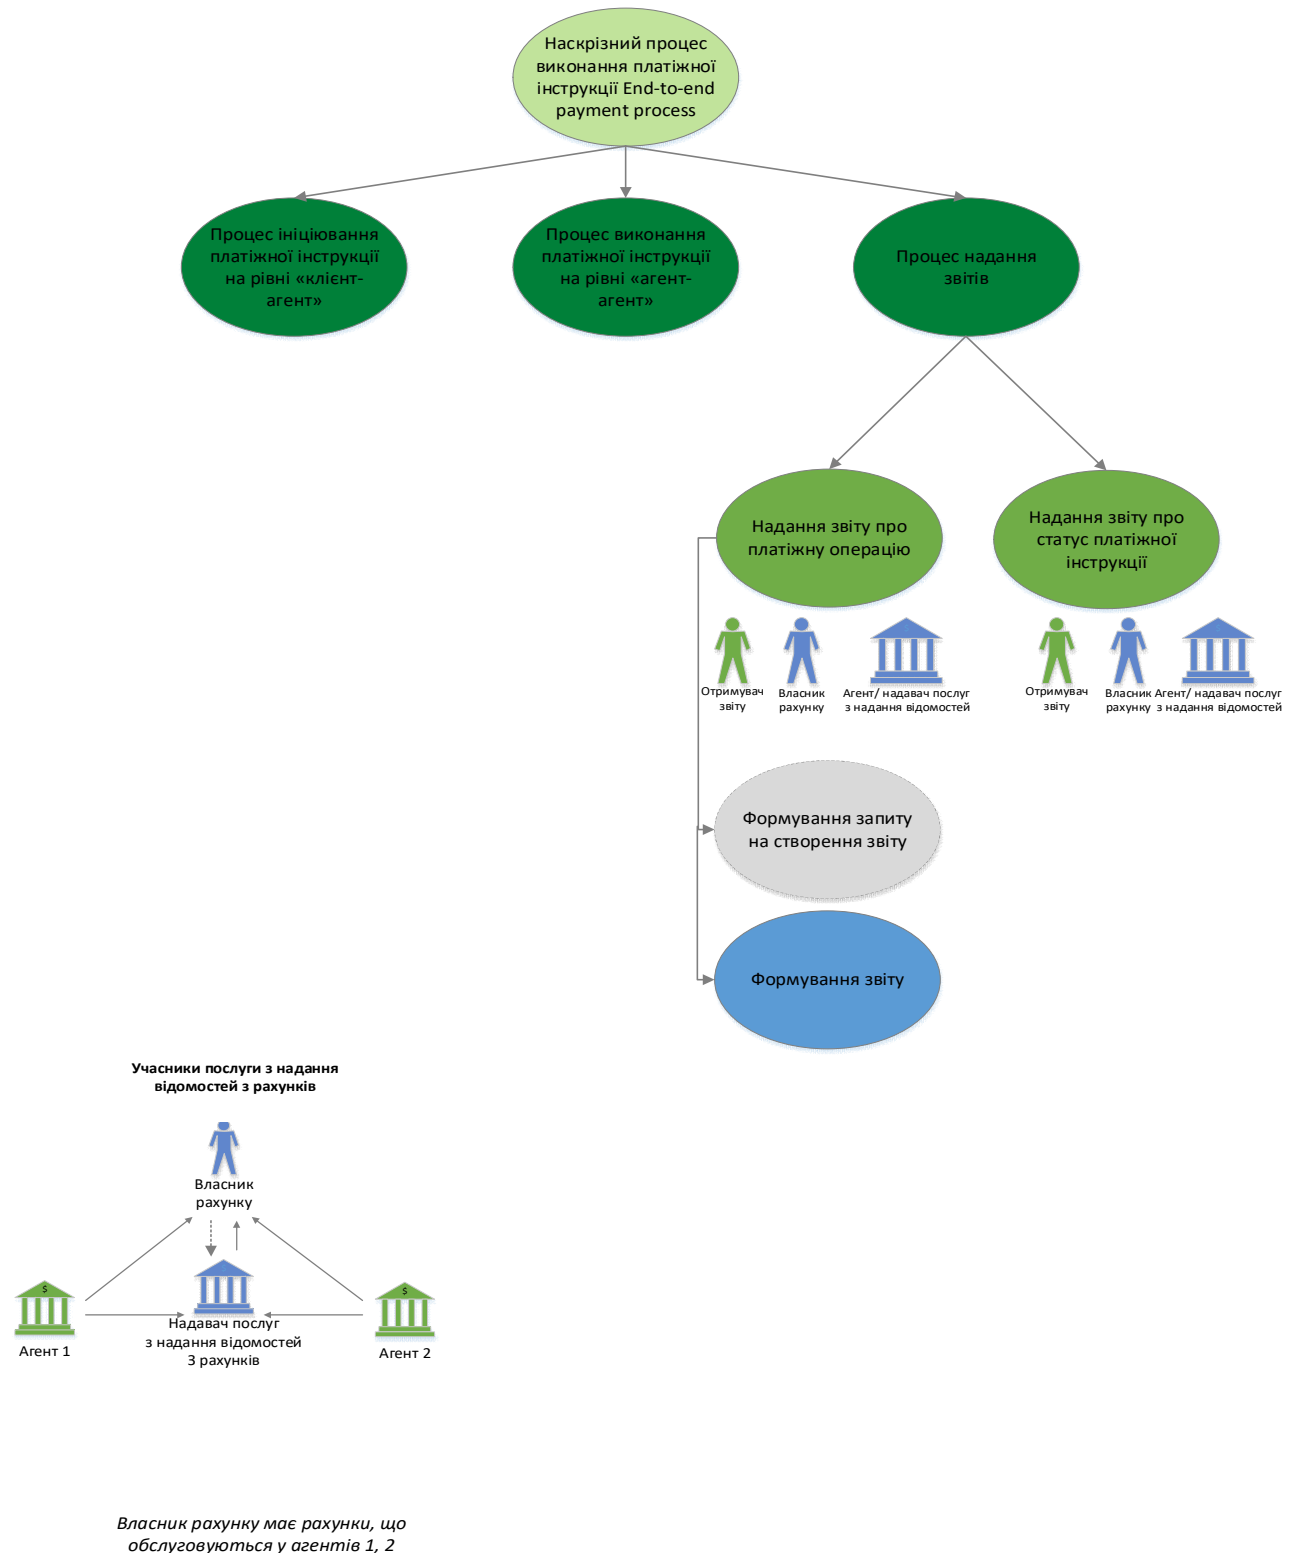 Наскрізний процес
виконання платіжної
інструкції End-to-end
payment process
Процес ініціювання
платіжної інструкції
на рівні «клієнт-
агент»
Процес виконання
платіжної інструкції
на рівні «агент-
агент»
Процес надання
звітів
Надання звіту про
платіжну операцію
Надання звіту про
статус платіжної
інструкції
Отримувач
звіту
Власник
рахунку
Агент/ надавач послуг
з надання відомостей
Отримувач
звіту
Власник
рахунку
Агент/ надавач послуг
з надання відомостей
Формування запиту
на створення звіту
Формування звіту
Учасники послуги з надання
відомостей з рахунків
Власник
рахунку
$
Агент 1
Надавач послуг
з надання відомостей
З рахунків
$
Агент 2
Власник рахунку має рахунки, що
обслуговуються у агентів 1, 2